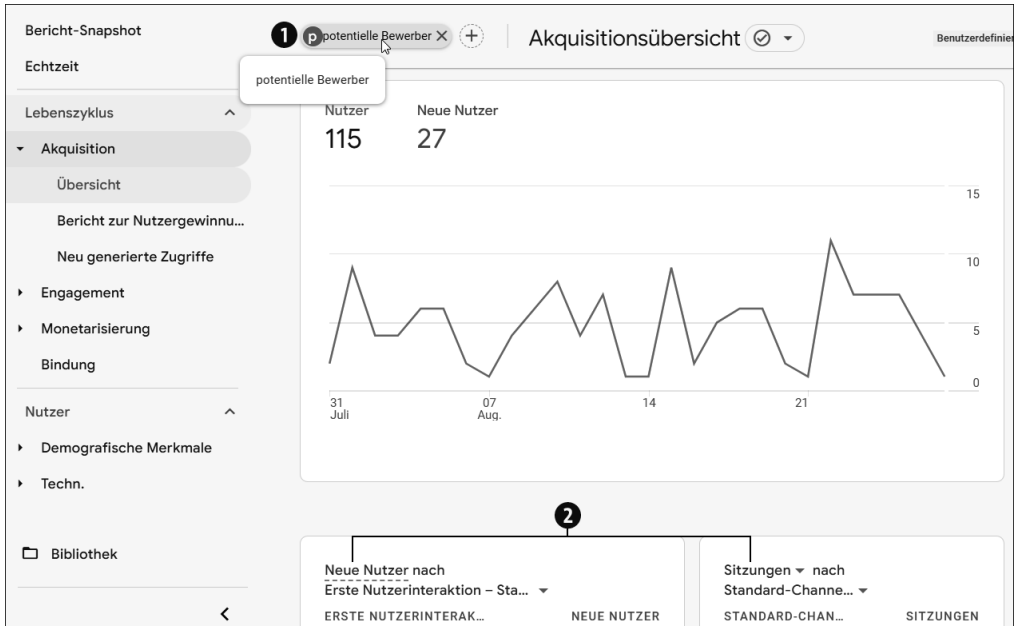 Bericht-Snapshot
Echtzeit
Lebenszyklus
Akquisition
Übersicht
Bericht zur Nutzergewinnu...
Neu generierte Zugriffe
Engagement
Monetarisierung
Bindung
Nutzer
Demografische Merkmale
Techn.
Bibliothek
1 p potentielle Bewerber
Akquisitionsübersicht
Benutzerdefinier
potentielle Bewerber
Nutzer Neue Nutzer
115 27
15
10
5
0
31 07 14 21
Juli Aug.
2
Neue Nutzer nach
Erste Nutzerinteraktion – Sta...
ERSTE NUTZERINTERAK... NEUE NUTZER
Sitzungen nach
Standard-Channe...
STANDARD-CHAN... SITZUNGEN